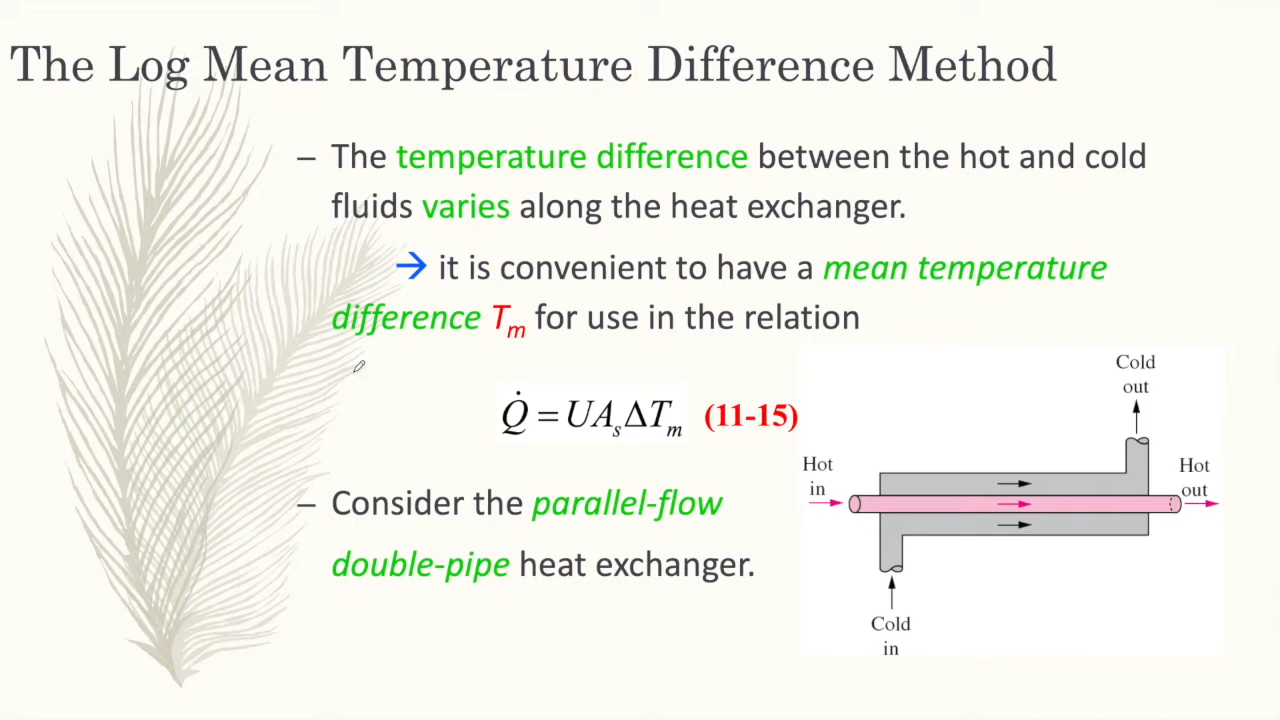 The Log Mean Temperature Difference Method
– The temperature difference between the hot and cold
fluids varies along the heat exchanger.
→ it is convenient to have a mean temperature
difference Tm for use in the relation
Q̇ = UAsΔTm (11-15)
– Consider the parallel-flow
double-pipe heat exchanger.
Cold
out
Hot
in
Hot
out
Cold
in